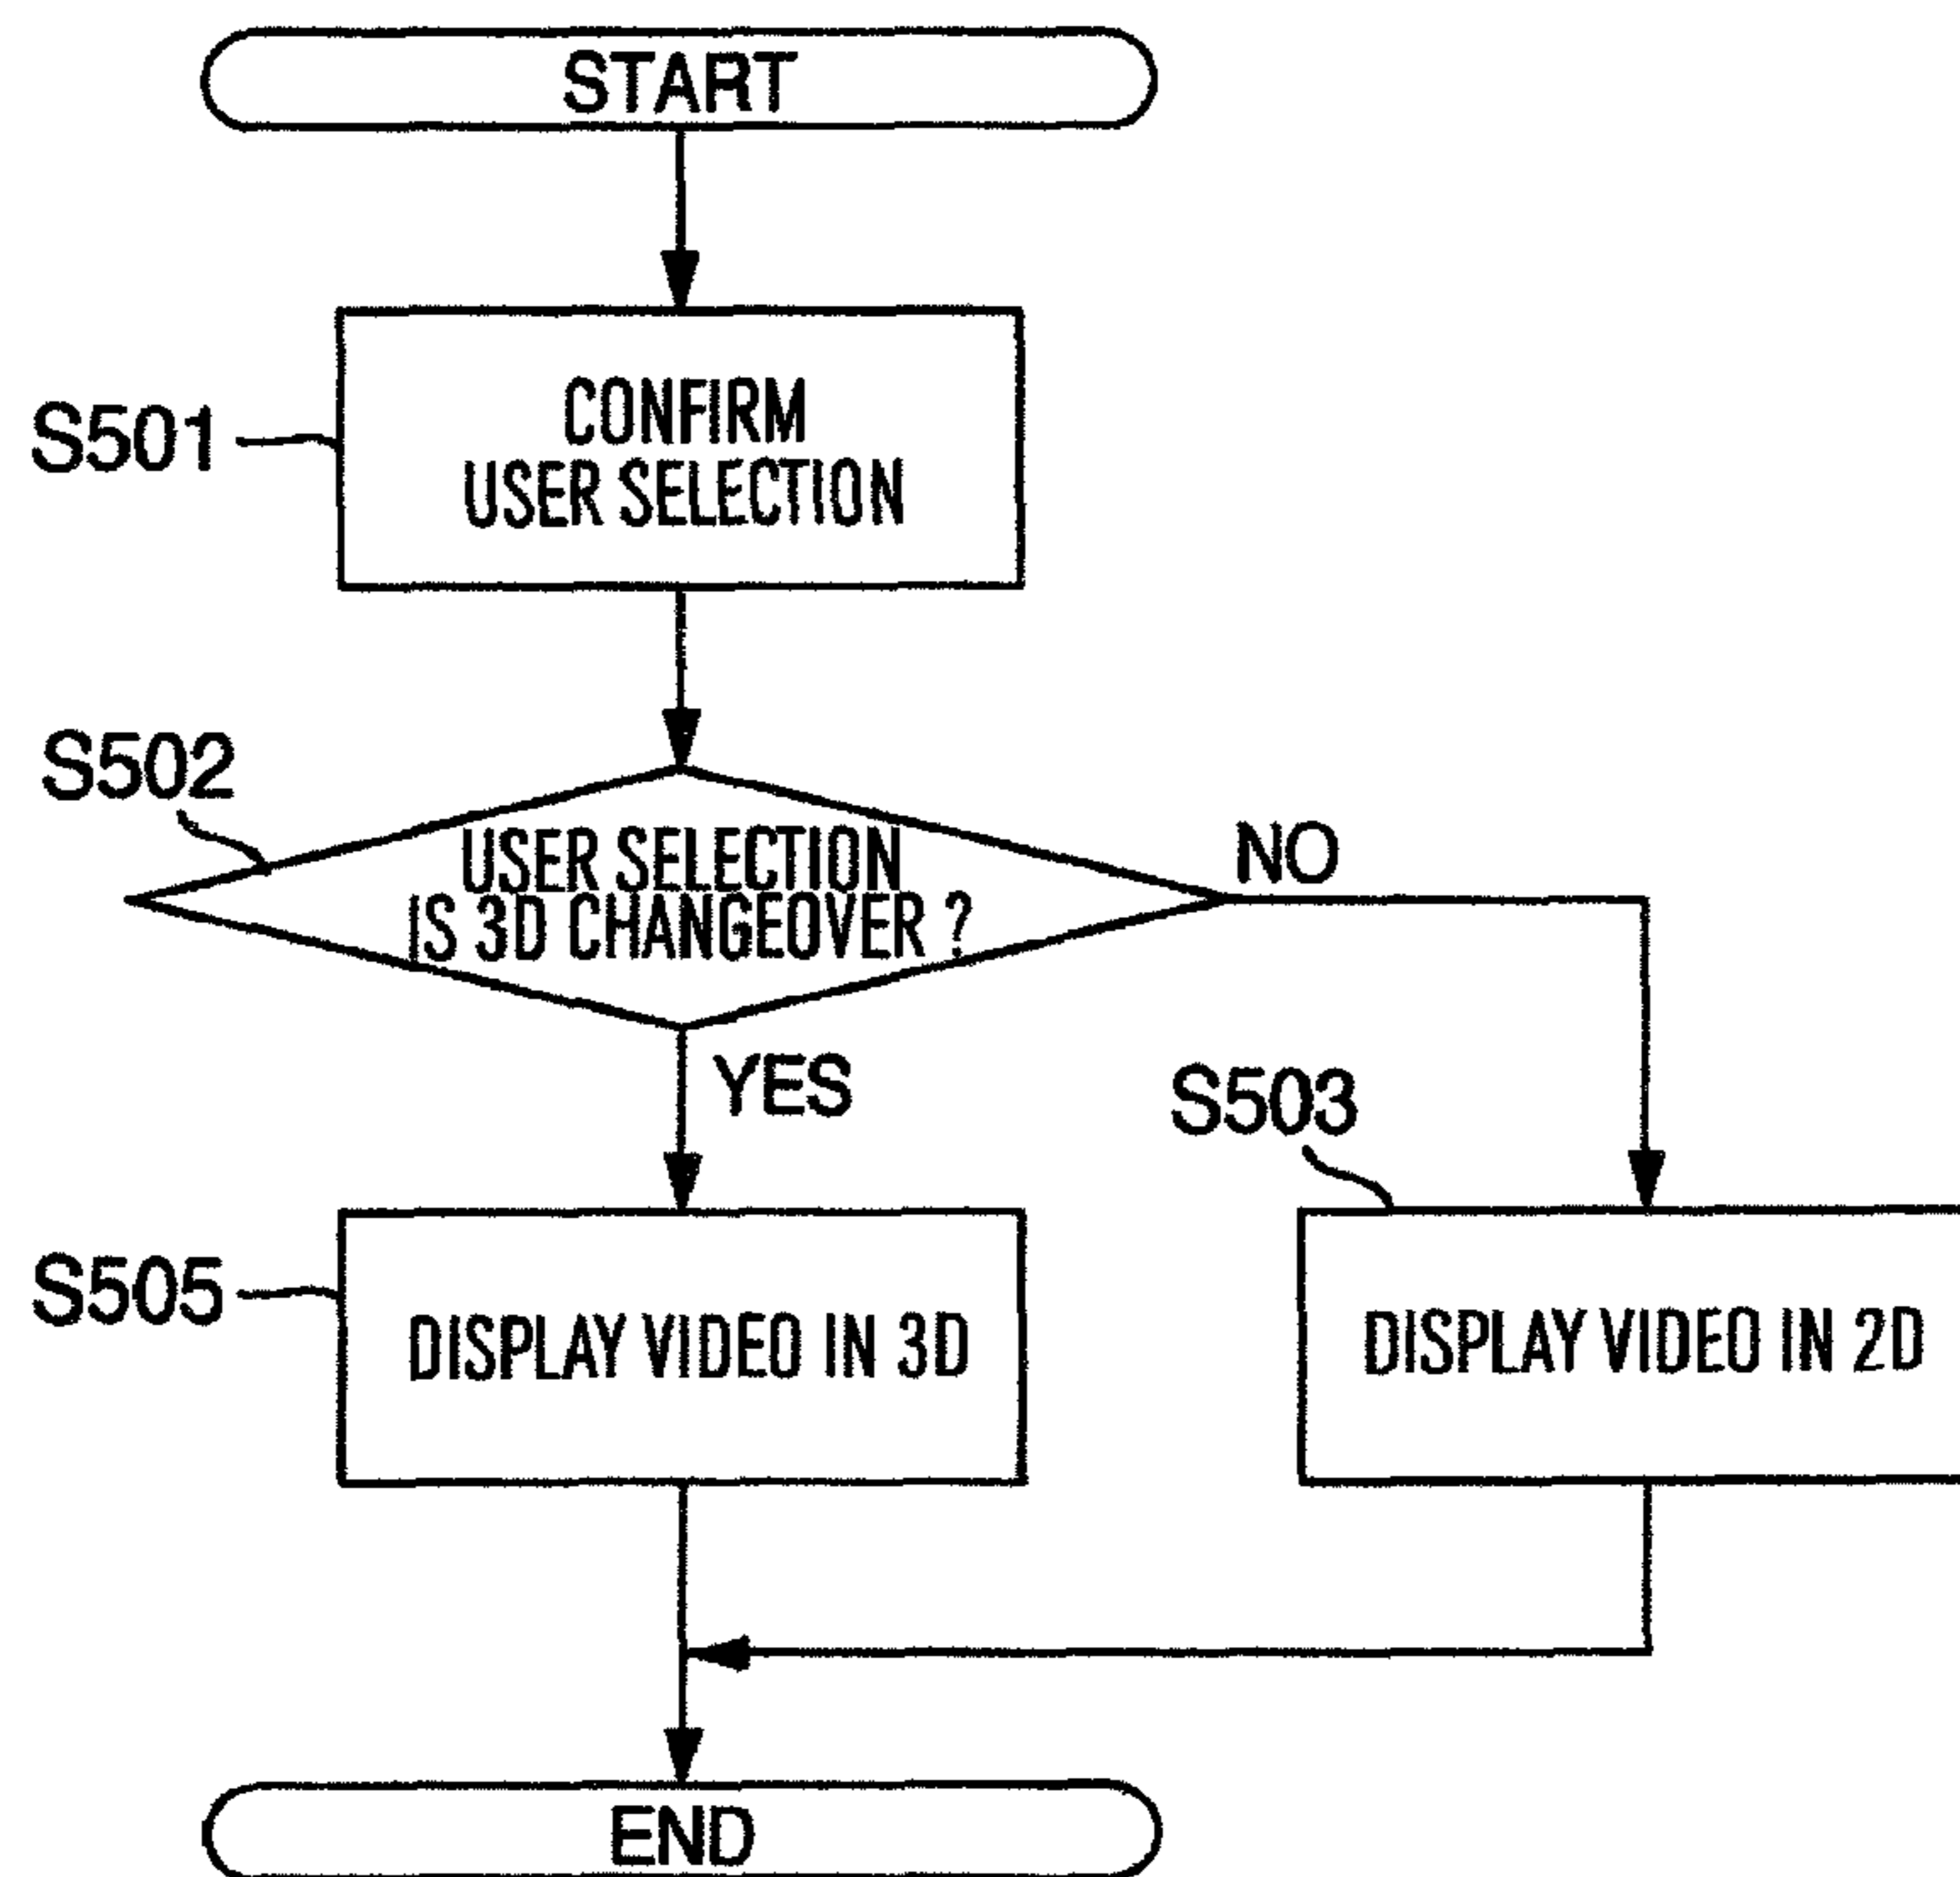 START
S501
CONFIRM
USER SELECTION
S502
USER SELECTION
IS 3D CHANGEOVER ?
NO
YES
S503
S505
DISPLAY VIDEO IN 3D
DISPLAY VIDEO IN 2D
END